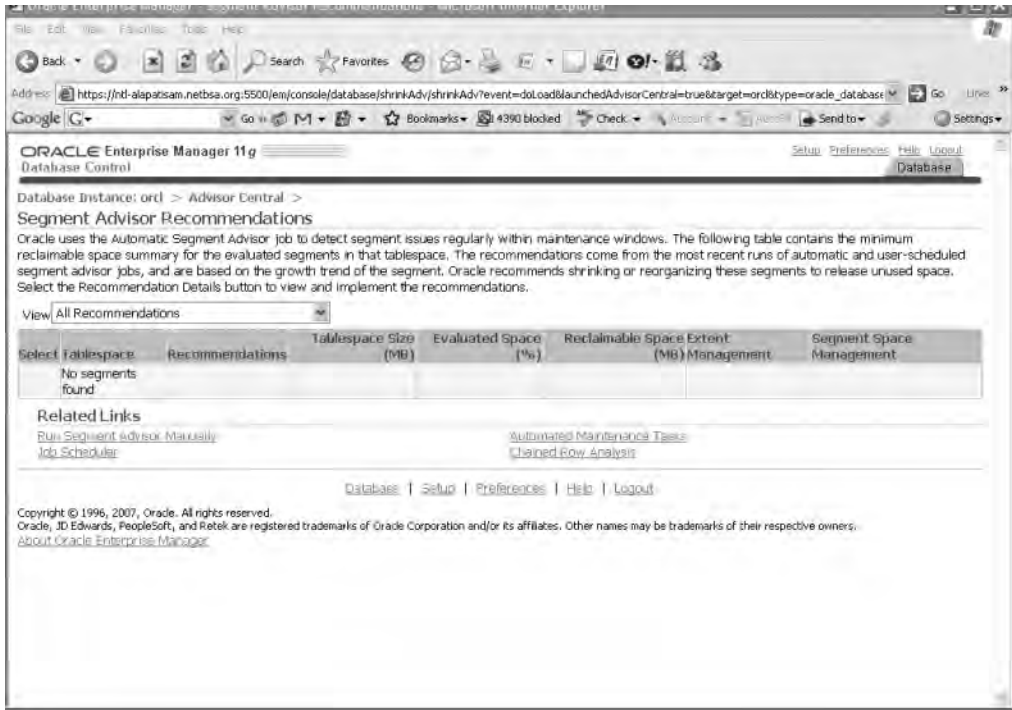 Oracle Enterprise Manager - Segment Advisor Recommendations - Microsoft Internet Explorer
File Edit View Favorites Tools Help
Back Search Favorites
Address https://ntl-alapatisam.netbsa.org:5500/em/console/database/shrinkAdv/shrinkAdv?event=doLoad&launchedAdvisorCentral=true&target=orcl&type=oracle_database Go Links »
Google G Go M Bookmarks 4390 blocked Check Send to Settings
ORACLE Enterprise Manager 11g
Database Control
Setup Preferences Help Logout
Database
Database Instance: orcl > Advisor Central >
Segment Advisor Recommendations
Oracle uses the Automatic Segment Advisor job to detect segment issues regularly within maintenance windows. The following table contains the minimum
reclaimable space summary for the evaluated segments in that tablespace. The recommendations come from the most recent runs of automatic and user-scheduled
segment advisor jobs, and are based on the growth trend of the segment. Oracle recommends shrinking or reorganizing these segments to release unused space.
Select the Recommendation Details button to view and implement the recommendations.
View All Recommendations
Select Tablespace Recommendations Tablespace Size (MB) Evaluated Space (%) Reclaimable Space (MB) Extent Management Segment Space Management
No segments
found
Related Links
Run Segment Advisor Manually Automated Maintenance Tasks
Job Scheduler Chained Row Analysis
Database | Setup | Preferences | Help | Logout
Copyright © 1996, 2007, Oracle. All rights reserved.
Oracle, JD Edwards, PeopleSoft, and Retek are registered trademarks of Oracle Corporation and/or its affiliates. Other names may be trademarks of their respective owners.
About Oracle Enterprise Manager